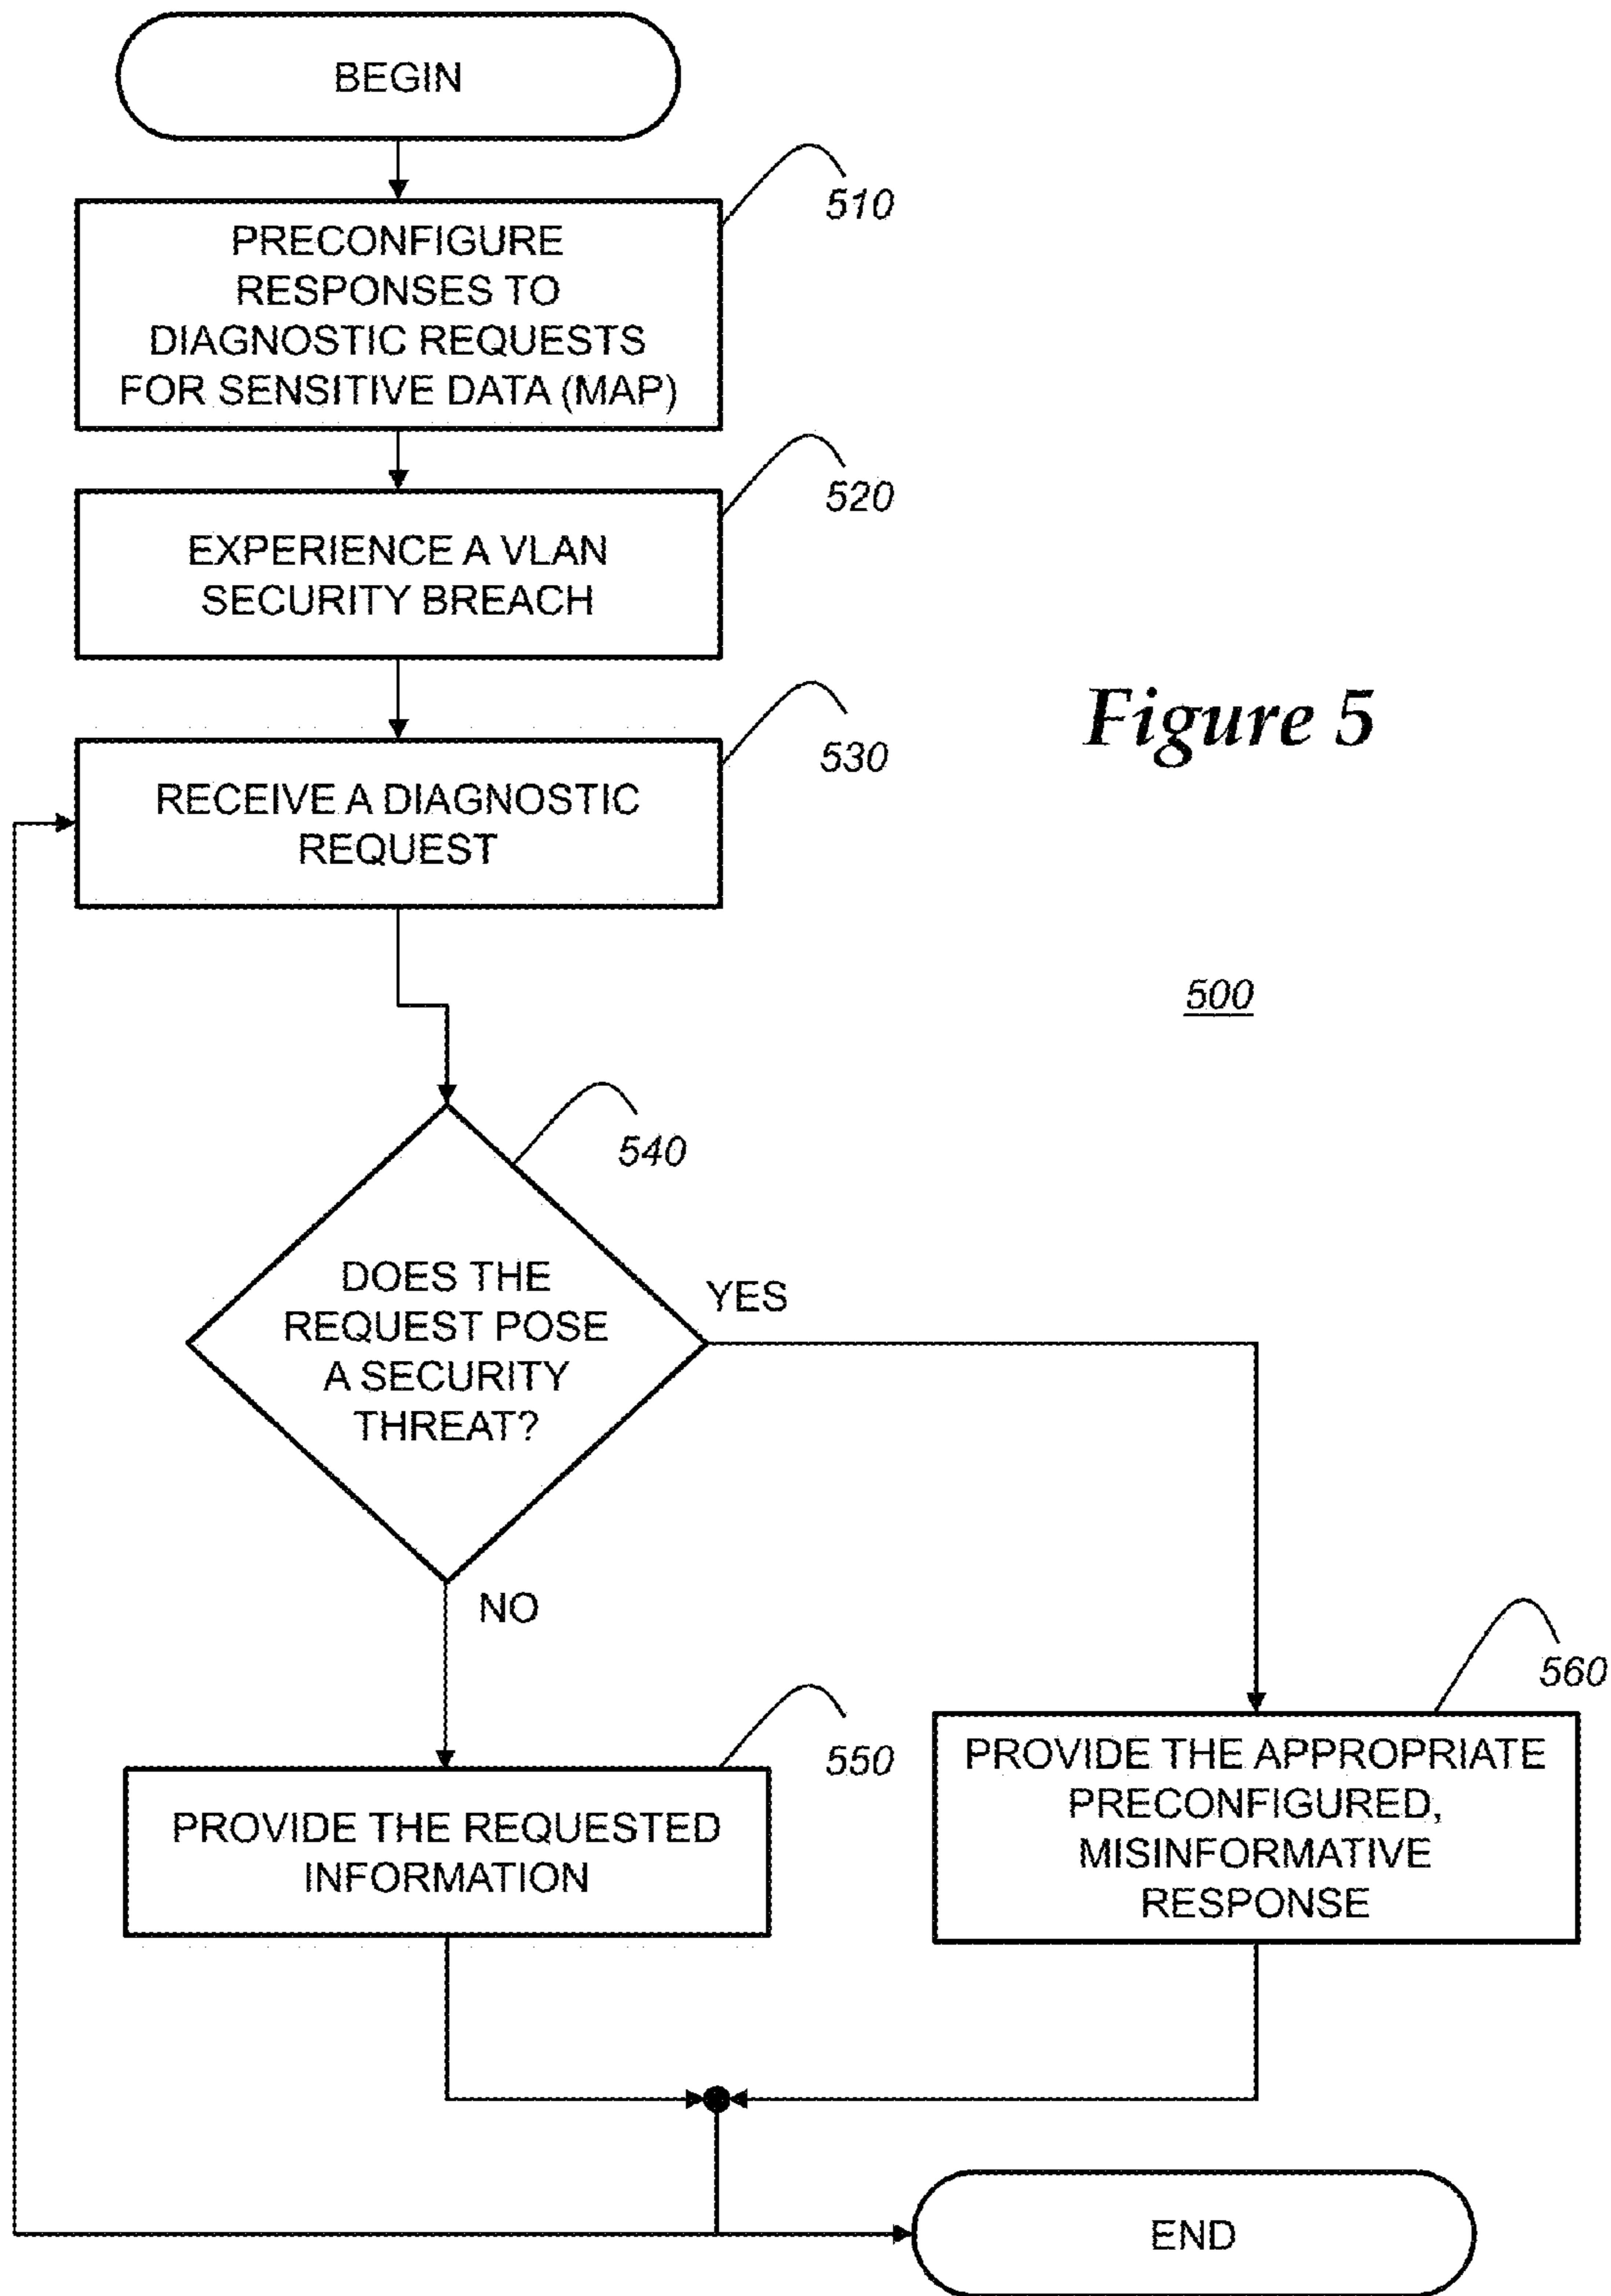 BEGIN
PRECONFIGURE
RESPONSES TO
DIAGNOSTIC REQUESTS
FOR SENSITIVE DATA (MAP)
510
EXPERIENCE A VLAN
SECURITY BREACH
520
RECEIVE A DIAGNOSTIC
REQUEST
530
Figure 5
500
DOES THE
REQUEST POSE
A SECURITY
THREAT?
540
YES
NO
PROVIDE THE REQUESTED
INFORMATION
550
PROVIDE THE APPROPRIATE
PRECONFIGURED,
MISINFORMATIVE
RESPONSE
560
END